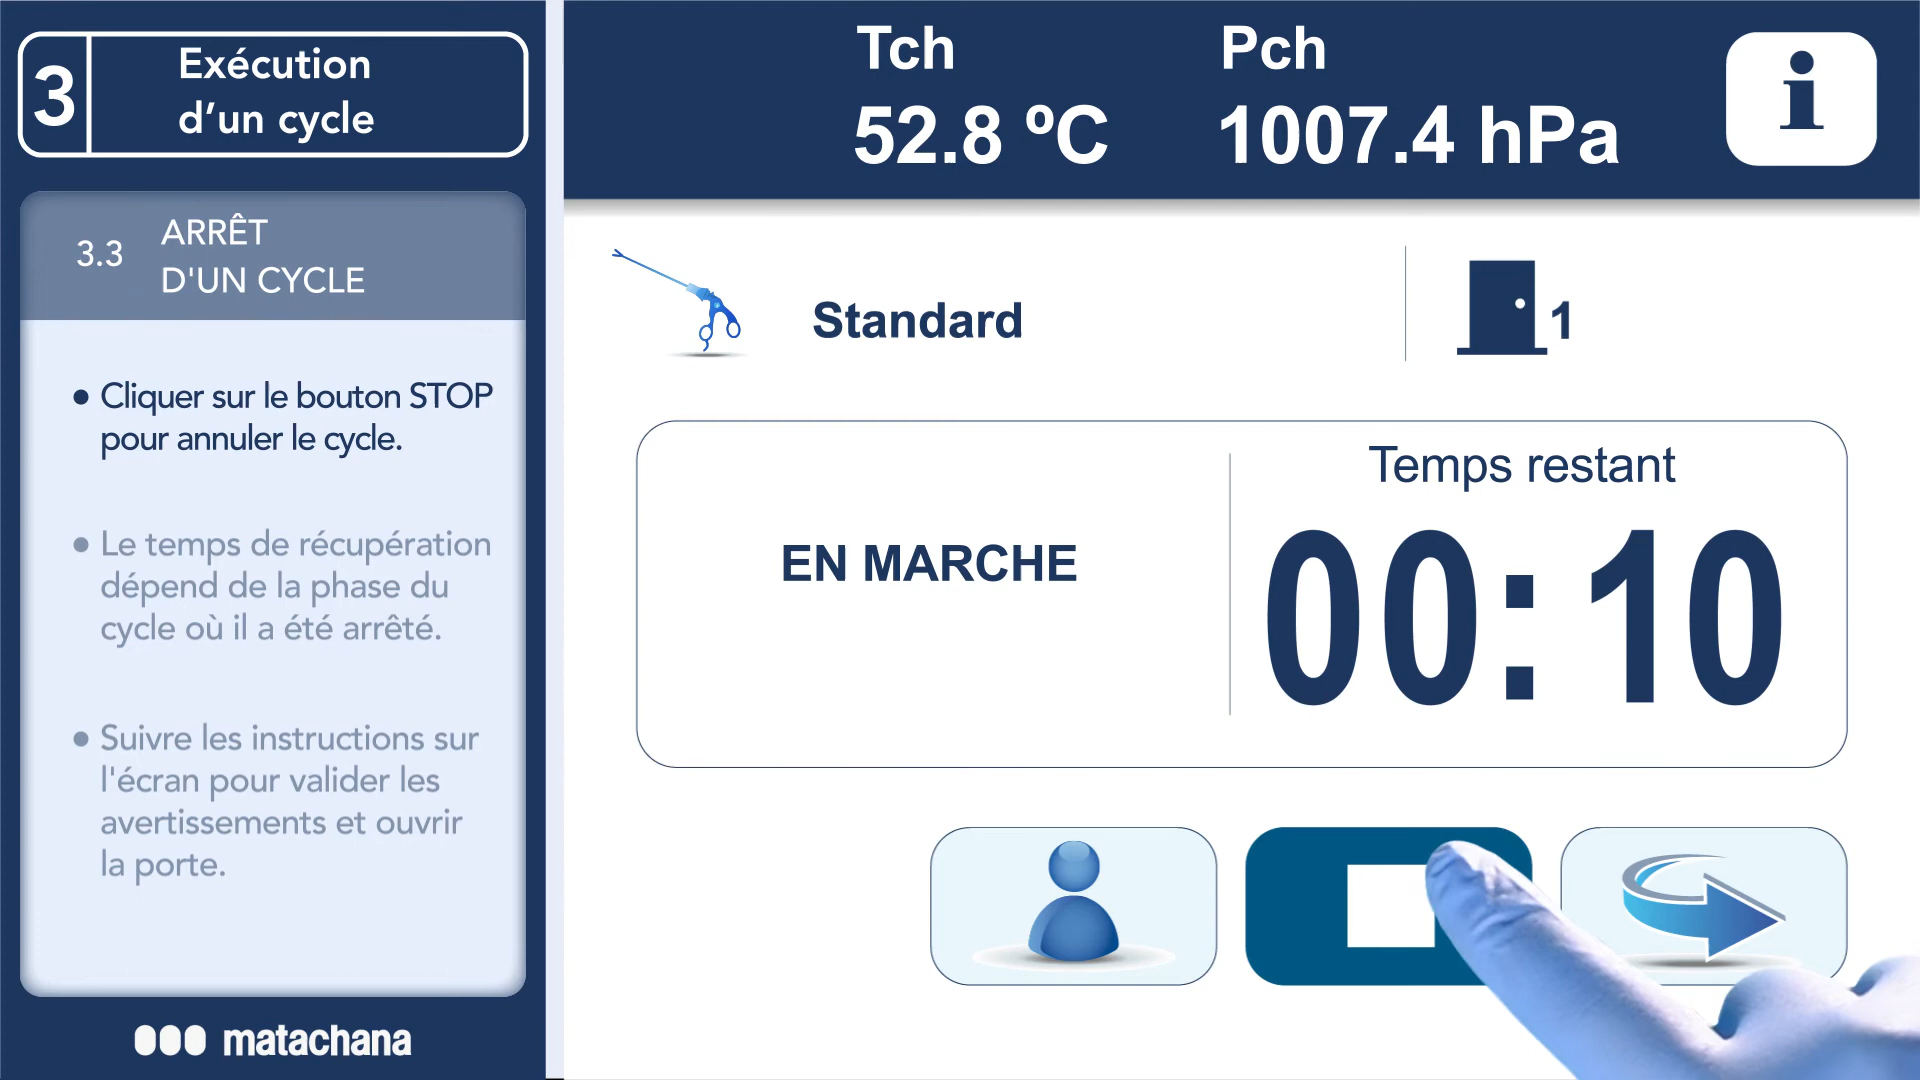 3
Exécution
d’un cycle
3.3
ARRÊT
D'UN CYCLE
• Cliquer sur le bouton STOP
pour annuler le cycle.
• Le temps de récupération
dépend de la phase du
cycle où il a été arrêté.
• Suivre les instructions sur
l'écran pour valider les
avertissements et ouvrir
la porte.
matachana
Tch
52.8 ºC
Pch
1007.4 hPa
i
Standard
1
EN MARCHE
Temps restant
00:10